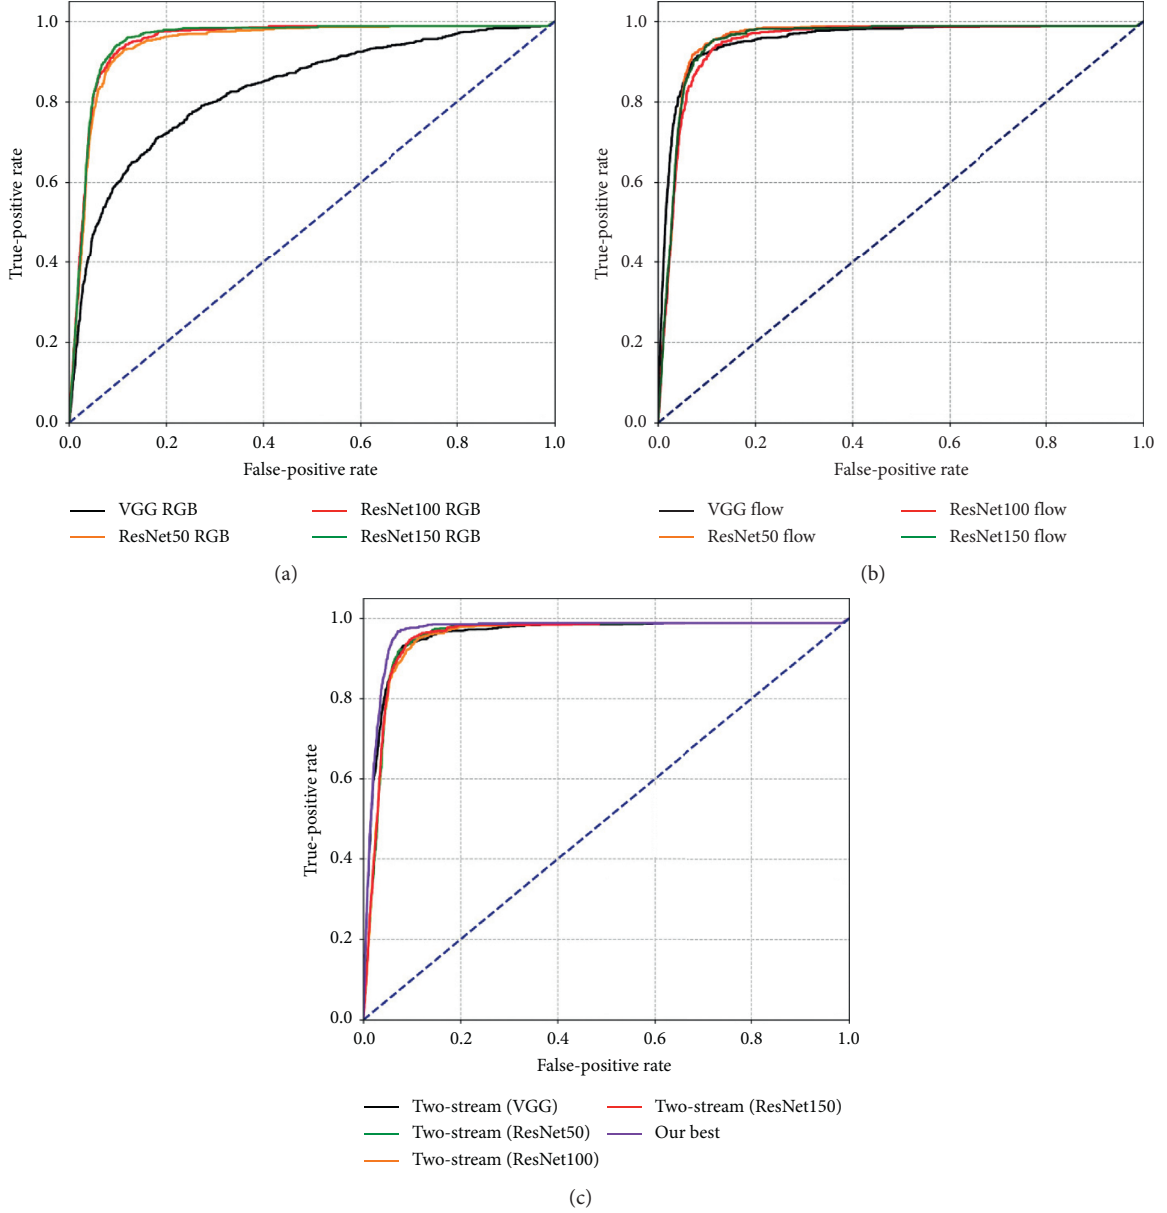 1.0
0.8
0.6
0.4
0.2
0.0
True-positive rate
0.0 0.2 0.4 0.6 0.8 1.0
False-positive rate
VGG RGB
ResNet50 RGB
ResNet100 RGB
ResNet150 RGB
(a)
1.0
0.8
0.6
0.4
0.2
0.0
True-positive rate
0.0 0.2 0.4 0.6 0.8 1.0
False-positive rate
VGG flow
ResNet50 flow
ResNet100 flow
ResNet150 flow
(b)
1.0
0.8
0.6
0.4
0.2
0.0
True-positive rate
0.0 0.2 0.4 0.6 0.8 1.0
False-positive rate
Two-stream (VGG)
Two-stream (ResNet50)
Two-stream (ResNet100)
Two-stream (ResNet150)
Our best
(c)